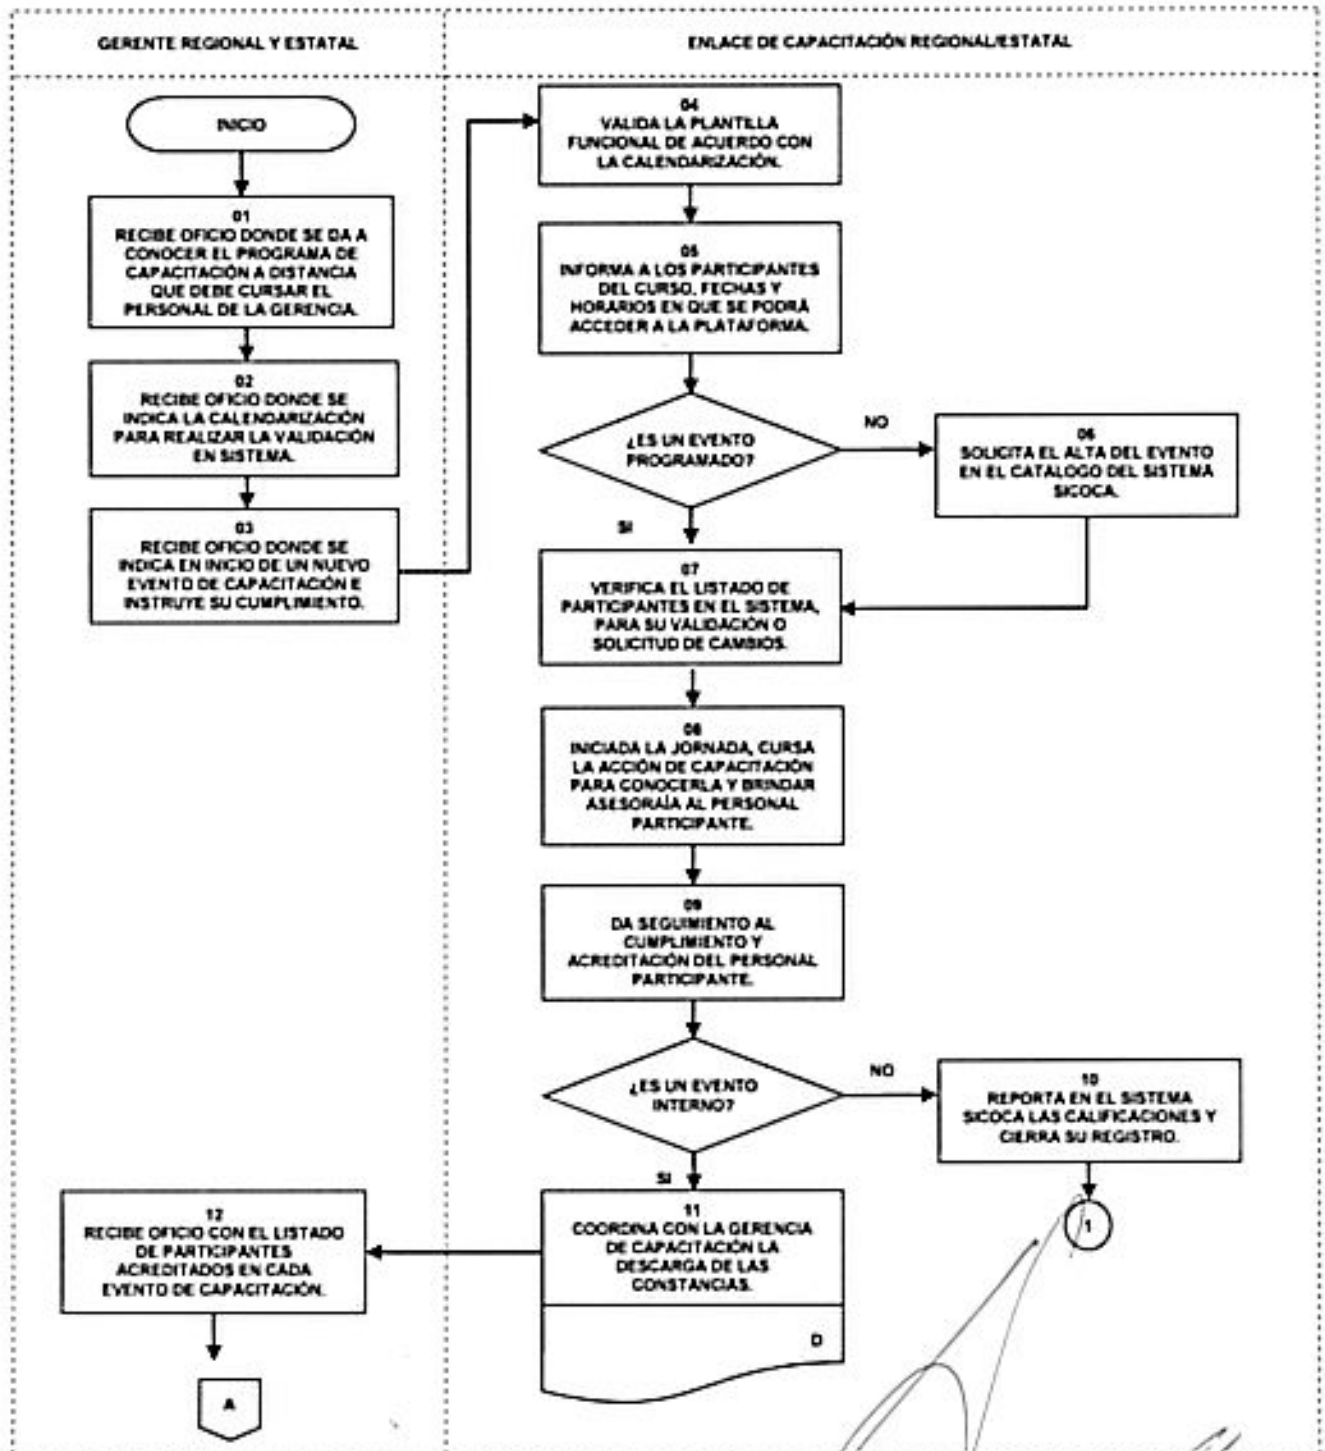 GERENTE REGIONAL Y ESTATAL
ENLACE DE CAPACITACIÓN REGIONAL/ESTATAL
INICIO
01
RECIBE OFICIO DONDE SE DA A
CONOCER EL PROGRAMA DE
CAPACITACIÓN A DISTANCIA
QUE DEBE CURSAR EL
PERSONAL DE LA GERENCIA.
02
RECIBE OFICIO DONDE SE
INDICA LA CALENDARIZACIÓN
PARA REALIZAR LA VALIDACIÓN
EN SISTEMA.
03
RECIBE OFICIO DONDE SE
INDICA EN INICIO DE UN NUEVO
EVENTO DE CAPACITACIÓN E
INSTRUYE SU CUMPLIMIENTO.
04
VALIDA LA PLANTILLA
FUNCIONAL DE ACUERDO CON
LA CALENDARIZACIÓN.
05
INFORMA A LOS PARTICIPANTES
DEL CURSO, FECHAS Y
HORARIOS EN QUE SE PODRÁ
ACCEDER A LA PLATAFORMA.
¿ES UN EVENTO
PROGRAMADO?
NO
06
SOLICITA EL ALTA DEL EVENTO
EN EL CATALOGO DEL SISTEMA
SICOCA.
SI
07
VERIFICA EL LISTADO DE
PARTICIPANTES EN EL SISTEMA,
PARA SU VALIDACIÓN O
SOLICITUD DE CAMBIOS.
08
INICIADA LA JORNADA, CURSA
LA ACCIÓN DE CAPACITACIÓN
PARA CONOCERLA Y BRINDAR
ASESORAÍA AL PERSONAL
PARTICIPANTE.
09
DA SEGUIMIENTO AL
CUMPLIMIENTO Y
ACREDITACIÓN DEL PERSONAL
PARTICIPANTE.
¿ES UN EVENTO
INTERNO?
NO
10
REPORTA EN EL SISTEMA
SICOCA LAS CALIFICACIONES Y
CIERRA SU REGISTRO.
1
SI
11
COORDINA CON LA GERENCIA
DE CAPACITACIÓN LA
DESCARGA DE LAS
CONSTANCIAS.
D
12
RECIBE OFICIO CON EL LISTADO
DE PARTICIPANTES
ACREDITADOS EN CADA
EVENTO DE CAPACITACIÓN.
A